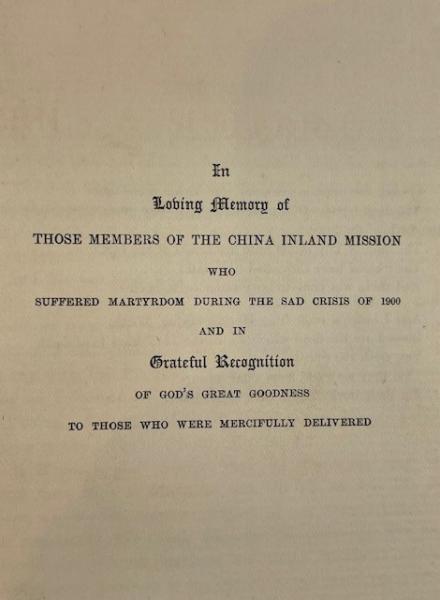 In
Loving Memory of
THOSE MEMBERS OF THE CHINA INLAND MISSION
WHO
SUFFERED MARTYRDOM DURING THE SAD CRISIS OF 1900
AND IN
Grateful Recognition
OF GOD'S GREAT GOODNESS
TO THOSE WHO WERE MERCIFULLY DELIVERED